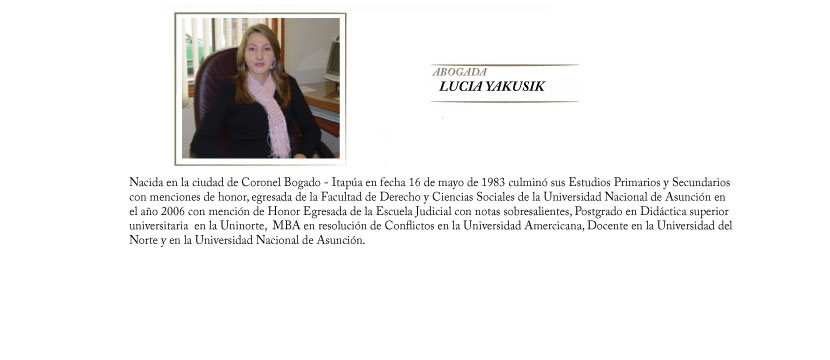 ABOGADA
LUCIA YAKUSIK
Nacida en la ciudad de Coronel Bogado - Itapúa en fecha 16 de mayo de 1983 culminó sus Estudios Primarios y Secundarios
con menciones de honor, egresada de la Facultad de Derecho y Ciencias Sociales de la Universidad Nacional de Asunción en
el año 2006 con mención de Honor Egresada de la Escuela Judicial con notas sobresalientes, Postgrado en Didáctica superior
universitaria en la Uninorte, MBA en resolución de Conflictos en la Universidad Amercicana, Docente en la Universidad del
Norte y en la Universidad Nacional de Asunción.